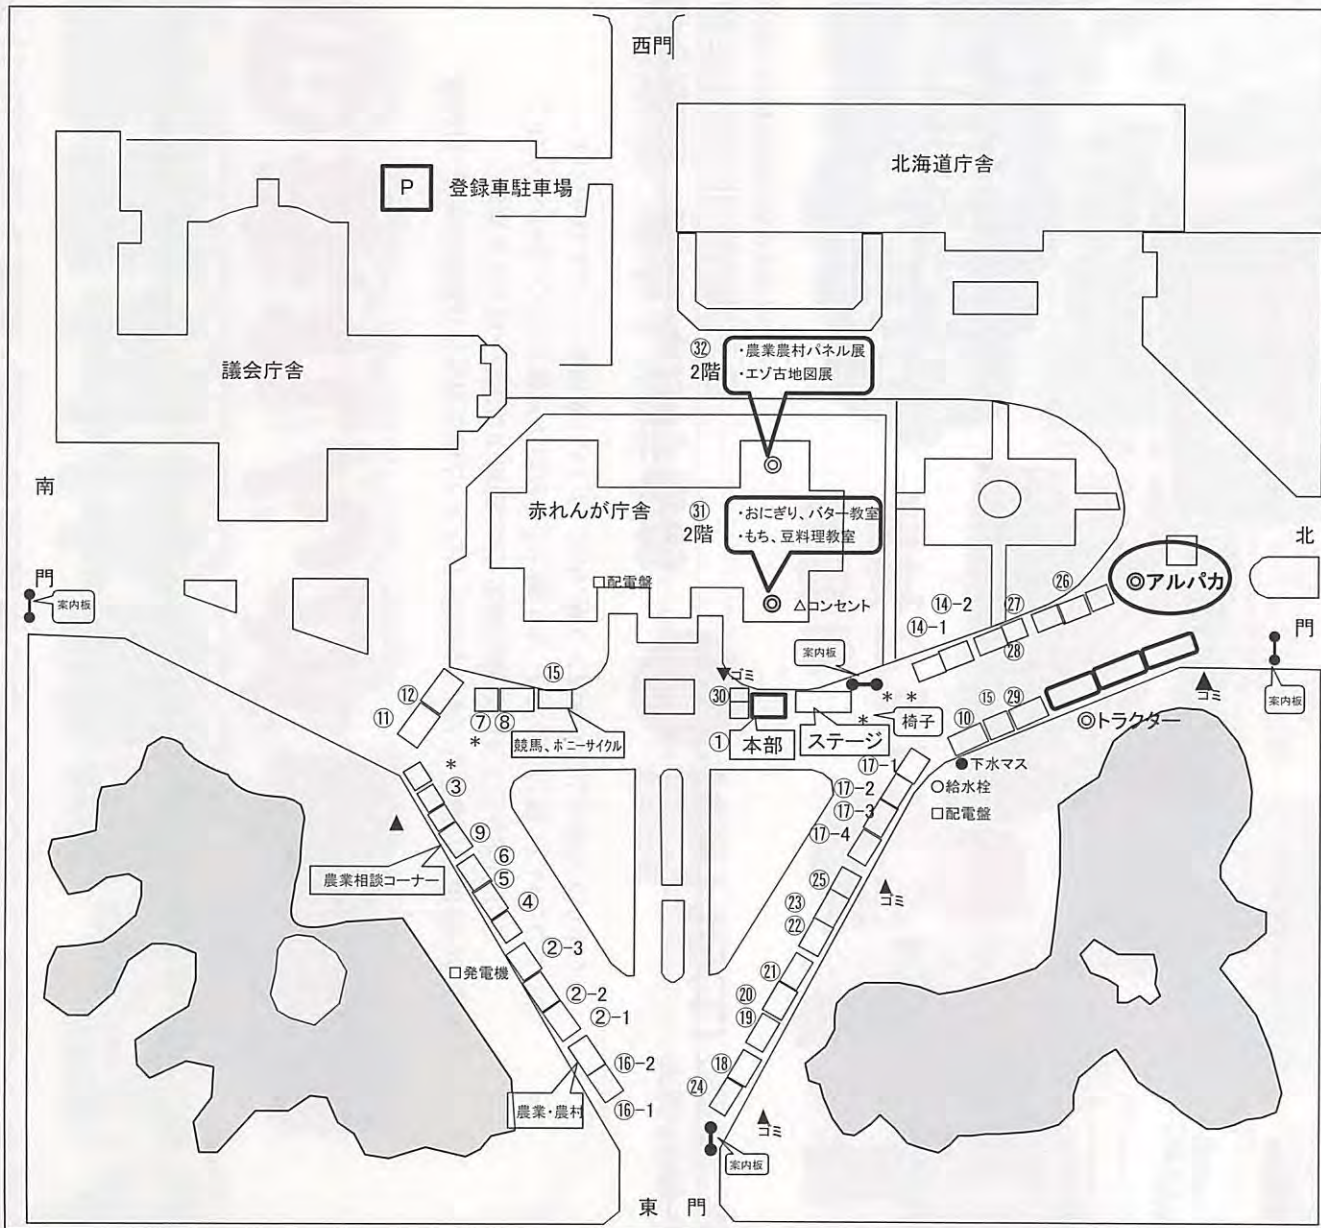 西門
北海道庁舎
P
登録車駐車場
議会庁舎
㉜
2階
・農業農村パネル展
・エゾ古地図展
南
門
案内板
赤れんが庁舎
㉛
2階
・おにぎり、バター教室
・もち、豆料理教室
□配電盤
◎
◎
△コンセント
北
門
案内板
◎アルパカ
㉖
㉗
㉘
⑭-2
⑭-1
案内板
▼ゴミ
⑮
⑫
⑪
⑦
⑧
競馬、ポニーサイクル
㉚
①
本部
ステージ
* *
*
椅子
⑩
⑮
㉙
◎トラクター
▲
ゴミ
●下水マス
○給水栓
□配電盤
*
*
③
▲
⑨
農業相談コーナー
⑥
⑤
④
②-3
□発電機
②-2
②-1
⑯-2
農業・農村
⑯-1
⑰-1
⑰-2
⑰-3
⑰-4
㉕
▲
ゴミ
㉓
㉒
㉑
⑳
⑲
⑱
㉔
▲
ゴミ
案内板
東 門